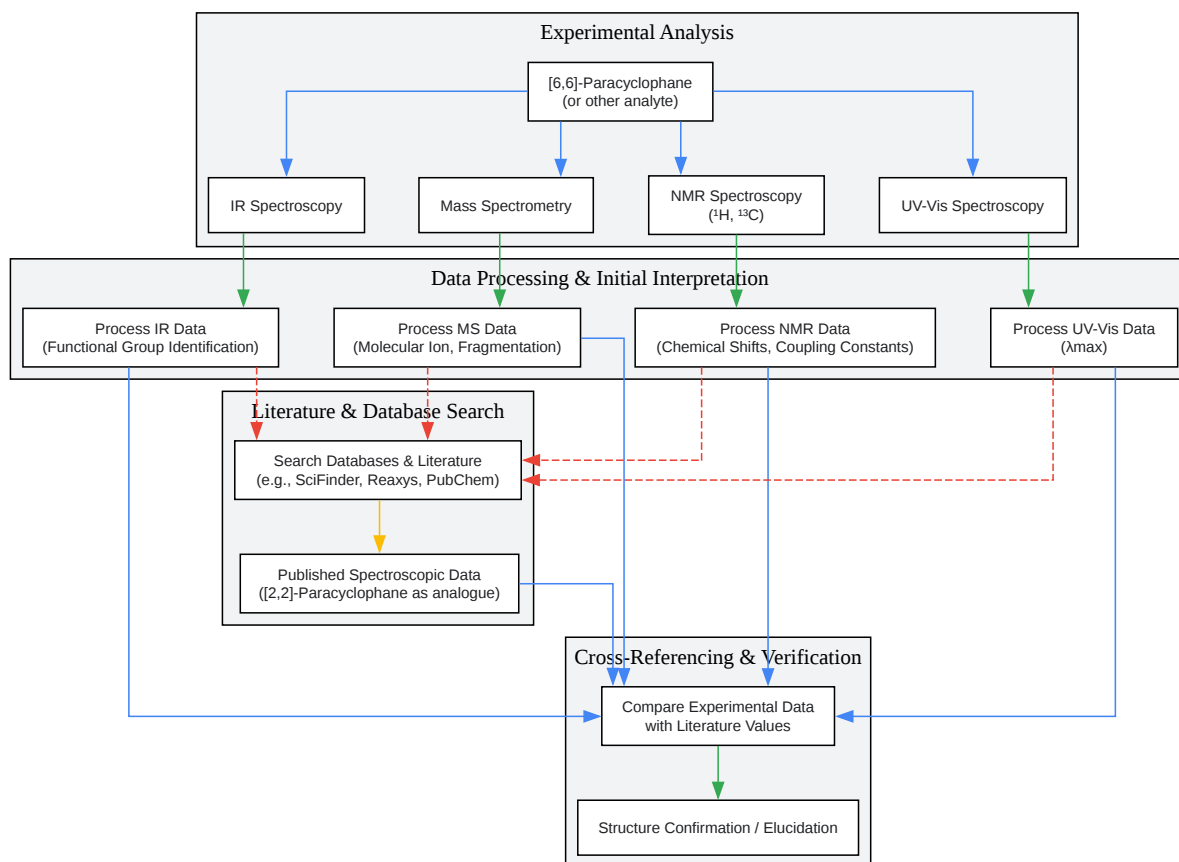 Experimental Analysis
[6,6]-Paracyclophane
(or other analyte)
IR Spectroscopy
Mass Spectrometry
NMR Spectroscopy
(¹H, ¹³C)
UV-Vis Spectroscopy
Data Processing & Initial Interpretation
Process IR Data
(Functional Group Identification)
Process MS Data
(Molecular Ion, Fragmentation)
Process NMR Data
(Chemical Shifts, Coupling Constants)
Process UV-Vis Data
(λmax)
Literature & Database Search
Search Databases & Literature
(e.g., SciFinder, Reaxys, PubChem)
Published Spectroscopic Data
([2,2]-Paracyclophane as analogue)
Cross-Referencing & Verification
Compare Experimental Data
with Literature Values
Structure Confirmation / Elucidation